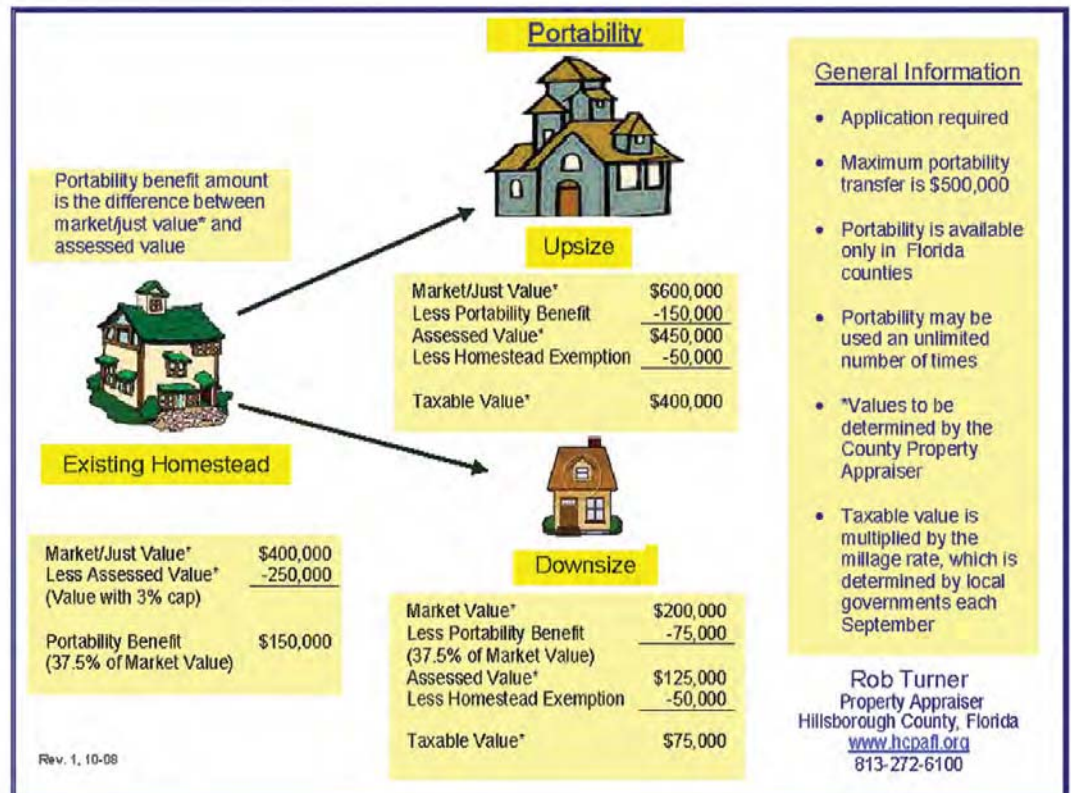 Portability
Portability benefit amount
is the difference between
market/just value* and
assessed value
Existing Homestead
Market/Just Value* $400,000
Less Assessed Value* -250,000
(Value with 3% cap)
Portability Benefit $150,000
(37.5% of Market Value)
Rev. 1, 10-08
Upsize
Market/Just Value* $600,000
Less Portability Benefit -150,000
Assessed Value* $450,000
Less Homestead Exemption -50,000
Taxable Value* $400,000
Downsize
Market Value* $200,000
Less Portability Benefit -75,000
(37.5% of Market Value)
Assessed Value* $125,000
Less Homestead Exemption -50,000
Taxable Value* $75,000
General Information
• Application required
• Maximum portability
transfer is $500,000
• Portability is available
only in Florida
counties
• Portability may be
used an unlimited
number of times
• *Values to be
determined by the
County Property
Appraiser
• Taxable value is
multiplied by the
millage rate, which is
determined by local
governments each
September
Rob Turner
Property Appraiser
Hillsborough County, Florida
www.hcpafl.org
813-272-6100